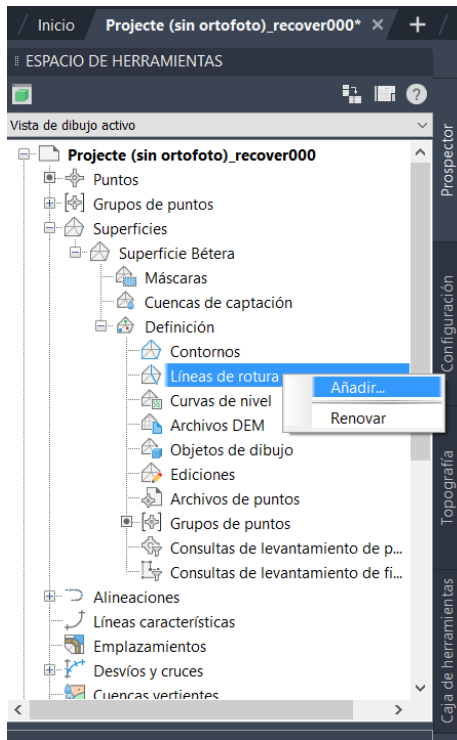 Inicio
Projecte (sin ortofoto)_recover000*
ESPACIO DE HERRAMIENTAS
Vista de dibujo activo
Projecte (sin ortofoto)_recover000
Puntos
Grupos de puntos
Superficies
Superficie Bétera
Máscaras
Cuencas de captación
Definición
Contornos
Líneas de rotura
Añadir...
Curvas de nivel
Renovar
Archivos DEM
Objetos de dibujo
Ediciones
Archivos de puntos
Grupos de puntos
Consultas de levantamiento de p...
Consultas de levantamiento de fi...
Alineaciones
Líneas características
Emplazamientos
Desvíos y cruces
Cuencas vertientes
Prospector
Configuración
Topografía
Caja de herramientas